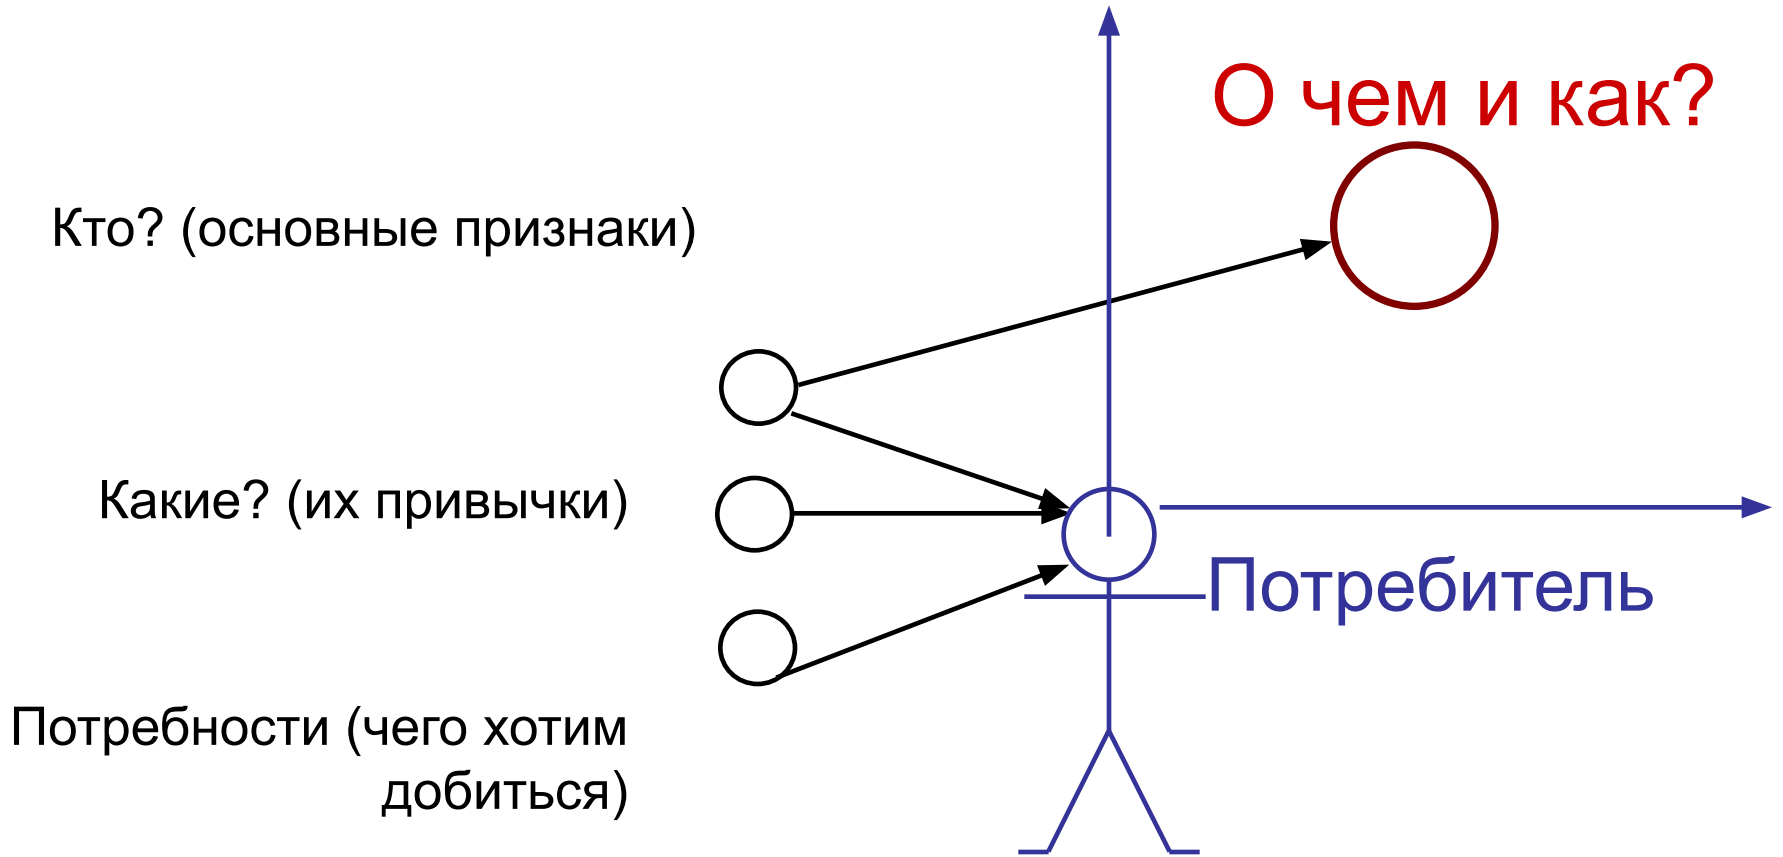 О чем и как?
Кто? (основные признаки)
Какие? (их привычки)
Потребитель
Потребности (чего хотим
добиться)